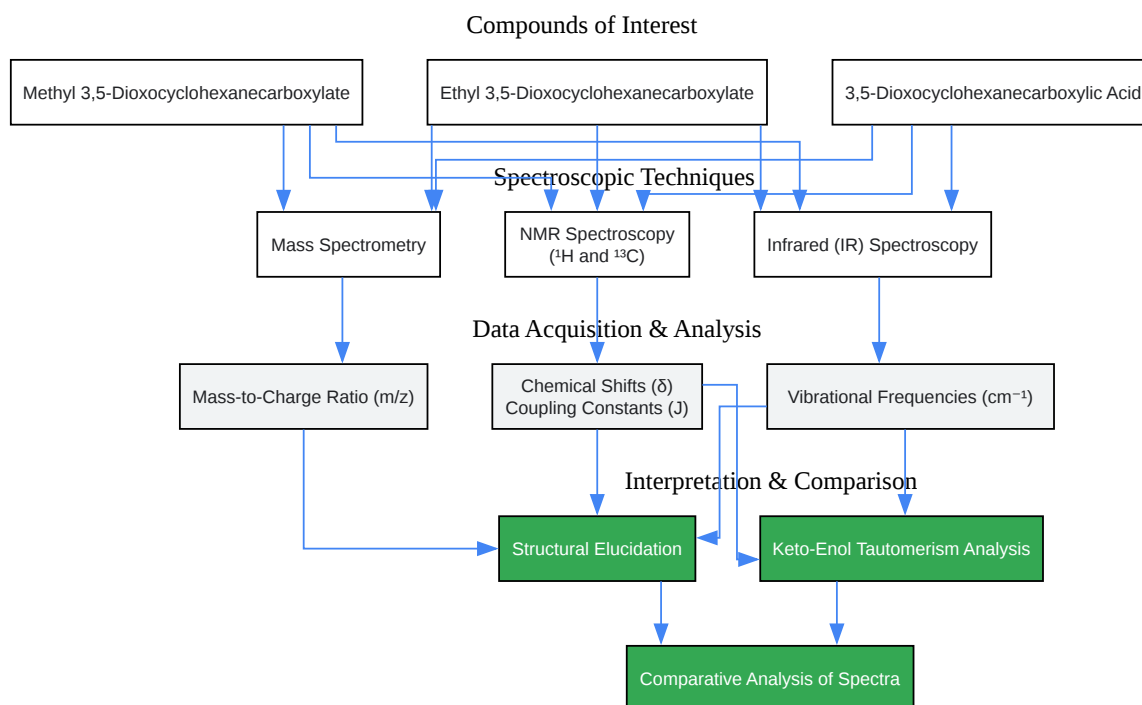 Compounds of Interest
Methyl 3,5-Dioxocyclohexanecarboxylate
Ethyl 3,5-Dioxocyclohexanecarboxylate
3,5-Dioxocyclohexanecarboxylic Acid
Spectroscopic Techniques
Mass Spectrometry
NMR Spectroscopy
(¹H and ¹³C)
Infrared (IR) Spectroscopy
Data Acquisition & Analysis
Mass-to-Charge Ratio (m/z)
Chemical Shifts (δ)
Coupling Constants (J)
Vibrational Frequencies (cm⁻¹)
Interpretation & Comparison
Structural Elucidation
Keto-Enol Tautomerism Analysis
Comparative Analysis of Spectra